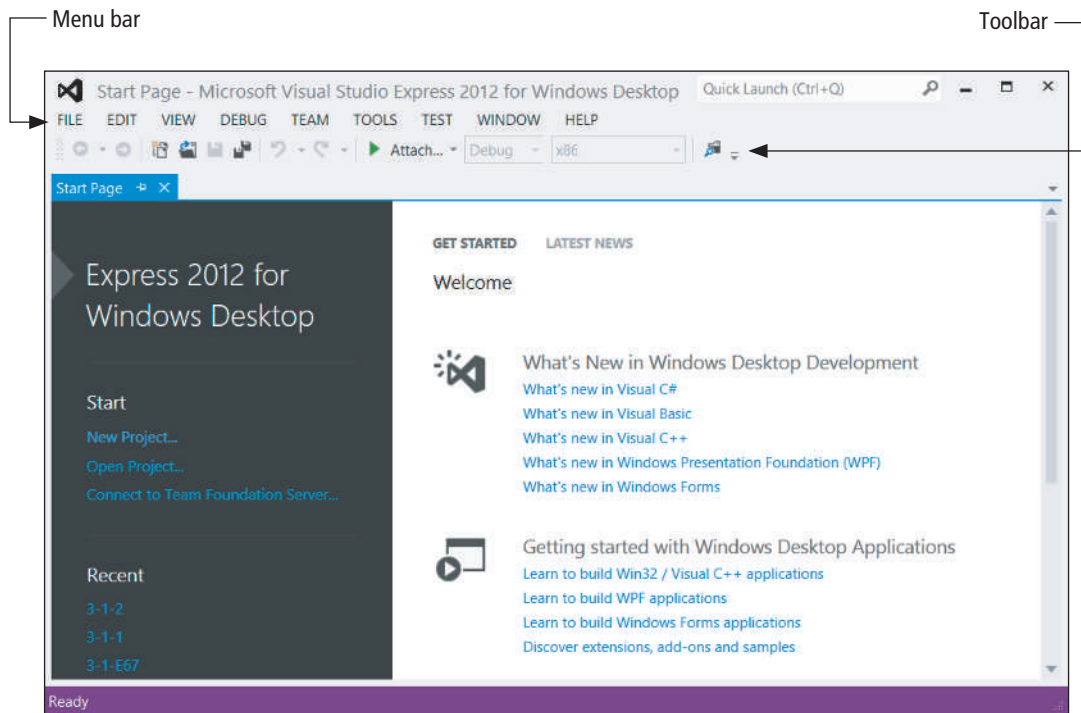 Menu bar
Toolbar
Start Page - Microsoft Visual Studio Express 2012 for Windows Desktop
Quick Launch (Ctrl+Q)
FILE EDIT VIEW DEBUG TEAM TOOLS TEST WINDOW HELP
Attach... Debug x86
Start Page
Express 2012 for
Windows Desktop
Start
New Project...
Open Project...
Connect to Team Foundation Server...
Recent
3-1-2
3-1-1
3-1-E67
GET STARTED LATEST NEWS
Welcome
What's New in Windows Desktop Development
What's new in Visual C#
What's new in Visual Basic
What's new in Visual C++
What's new in Windows Presentation Foundation (WPF)
What's new in Windows Forms
Getting started with Windows Desktop Applications
Learn to build Win32 / Visual C++ applications
Learn to build WPF applications
Learn to build Windows Forms applications
Discover extensions, add-ons and samples
Ready